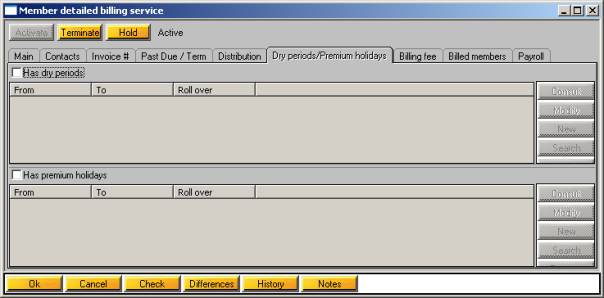 Member detailed billing service
Activate Terminate Hold Active
Main Contacts Invoice # Past Due / Term Distribution Dry periods/Premium holidays Billing fee Billed members Payroll
Has dry periods
From To Roll over
Consult
Modify
New
Search
Has premium holidays
From To Roll over
Consult
Modify
New
Search
Ok Cancel Check Differences History Notes